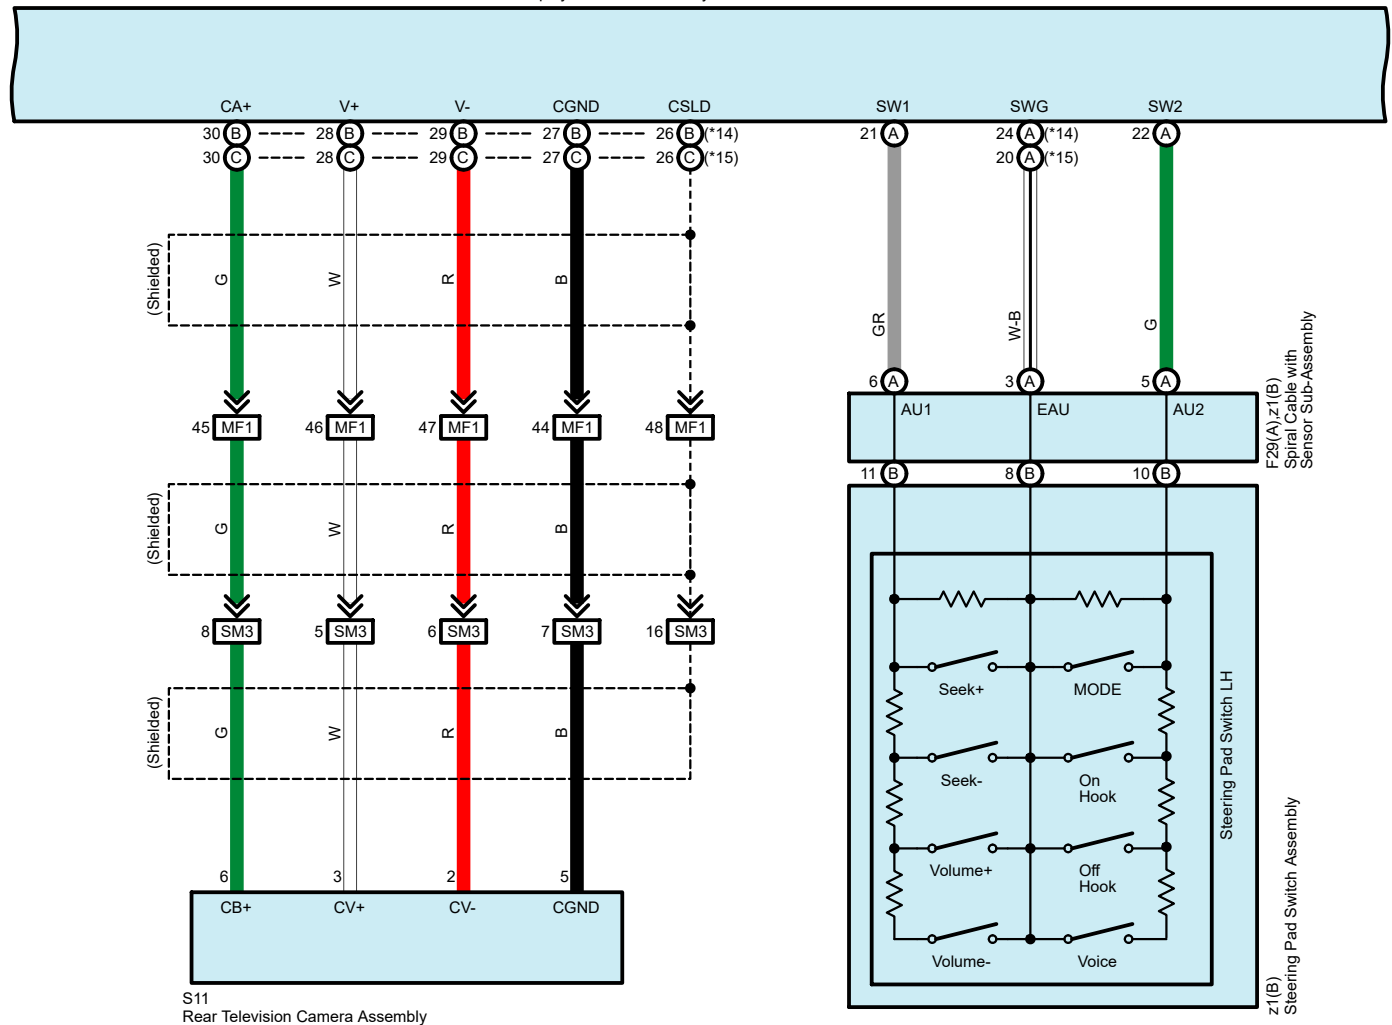 CA+ V+ V- CGND CSLD SW1 SWG SW2
30 B 28 B 29 B 27 B 26 B (*14) 21 A 24 A (*14) 22 A
30 C 28 C 29 C 27 C 26 C (*15) 20 A (*15)
(Shielded) G W R B
GR W-B G
6 A 3 A 5 A
AU1 EAU AU2
F29(A),z1(B)
Spiral Cable with
Sensor Sub-Assembly
45 MF1 46 MF1 47 MF1 44 MF1 48 MF1
11 B 8 B 10 B
(Shielded) G W R B
8 SM3 5 SM3 6 SM3 7 SM3 16 SM3
(Shielded) G W R B
Seek+ MODE
Seek- On
Hook
Volume+ Off
Hook
Volume- Voice
Steering Pad Switch LH
z1(B)
Steering Pad Switch Assembly
6 3 2 5
CB+ CV+ CV- CGND
S11
Rear Television Camera Assembly